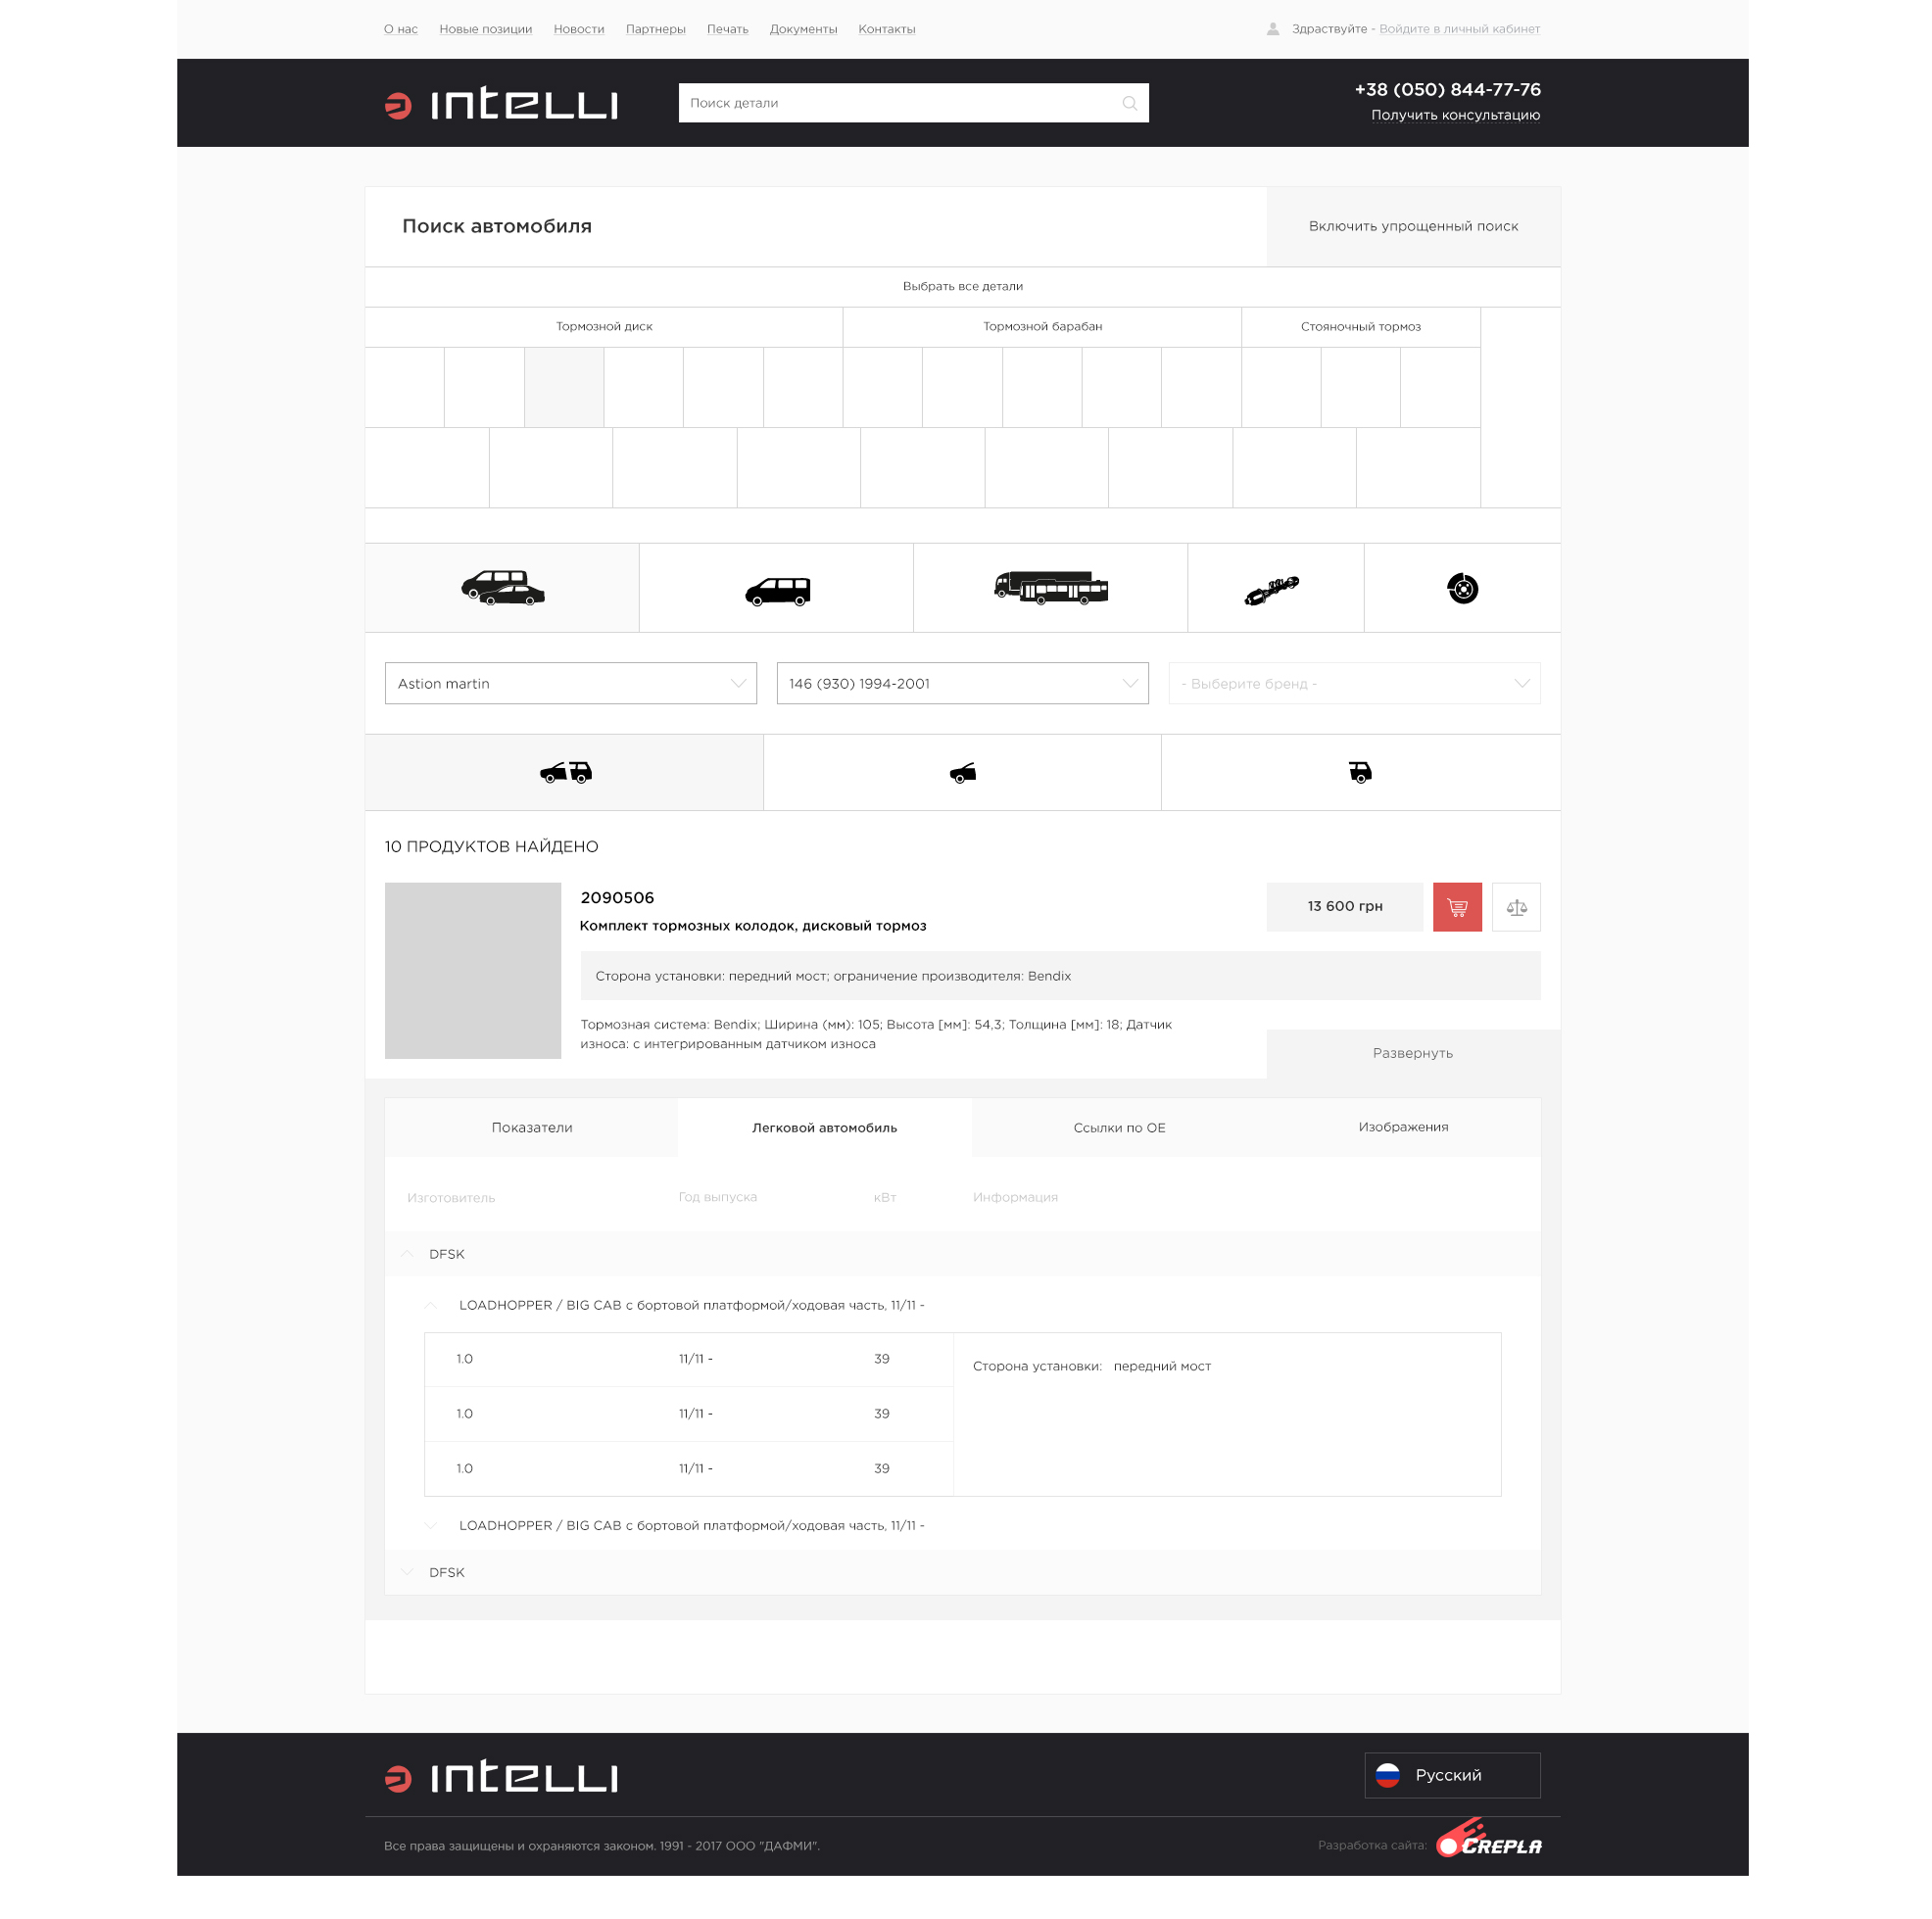 О нас Новые позиции Новости Партнеры Печать Документы Контакты
Здраствуйте - Войдите в личный кабинет
INTELLI
Поиск детали
+38 (050) 844-77-76
Получить консультацию
Поиск автомобиля
Включить упрощенный поиск
Выбрать все детали
Тормозной диск Тормозной барабан Стояночный тормоз
Astion martin 146 (930) 1994-2001 - Выберите бренд -
10 ПРОДУКТОВ НАЙДЕНО
2090506
Комплект тормозных колодок, дисковый тормоз
13 600 грн
Сторона установки: передний мост; ограничение производителя: Bendix
Тормозная система: Bendix; Ширина (мм): 105; Высота [мм]: 54,3; Толщина [мм]: 18; Датчик
износа: с интегрированным датчиком износа
Развернуть
Показатели Легковой автомобиль Ссылки по ОЕ Изображения
Изготовитель Год выпуска кВт Информация
DFSK
LOADHOPPER / BIG CAB с бортовой платформой/ходовая часть, 11/11 -
1.0 11/11 - 39 Сторона установки: передний мост
1.0 11/11 - 39
1.0 11/11 - 39
LOADHOPPER / BIG CAB с бортовой платформой/ходовая часть, 11/11 -
DFSK
INTELLI
Русский
Все права защищены и охраняются законом. 1991 - 2017 ООО "ДАФМИ".
Разработка сайта: CREPLA